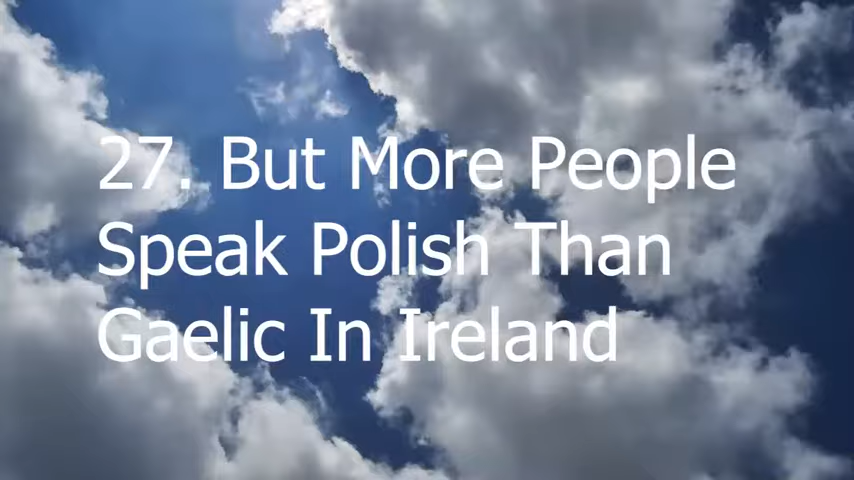 27. But More People
Speak Polish Than
Gaelic In Ireland